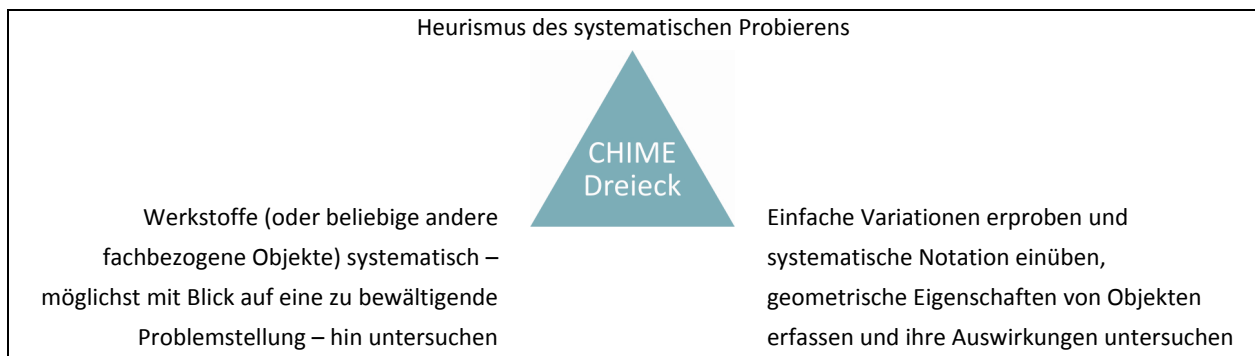 Heurismus des systematischen Probierens
CHIME
Dreieck
Werkstoffe (oder beliebige andere
fachbezogene Objekte) systematisch –
möglichst mit Blick auf eine zu bewältigende
Problemstellung – hin untersuchen
Einfache Variationen erproben und
systematische Notation einüben,
geometrische Eigenschaften von Objekten
erfassen und ihre Auswirkungen untersuchen